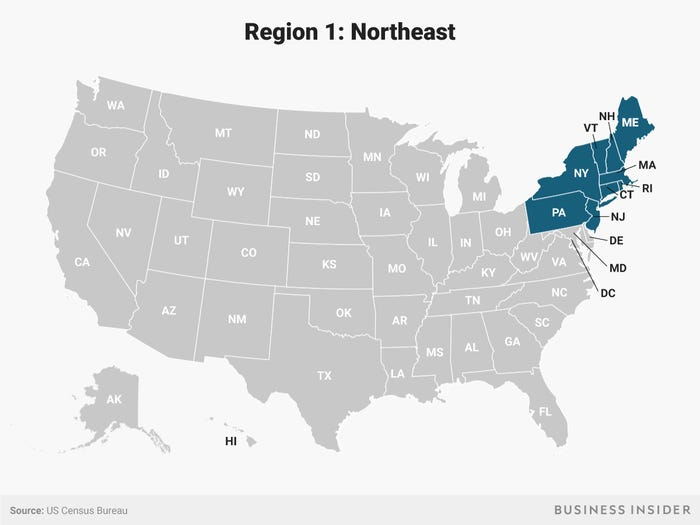 Region 1: Northeast
WA
MT
ND
MN
OR
ID
WY
SD
WI
MI
NH
VT
ME
MA
NY
RI
CT
PA
NJ
NV
UT
CO
NE
IA
IL
IN
OH
DE
MD
DC
CA
KS
MO
KY
WV
VA
AZ
NM
OK
AR
TN
NC
SC
TX
LA
MS
AL
GA
FL
AK
HI
Source: US Census Bureau
BUSINESS INSIDER